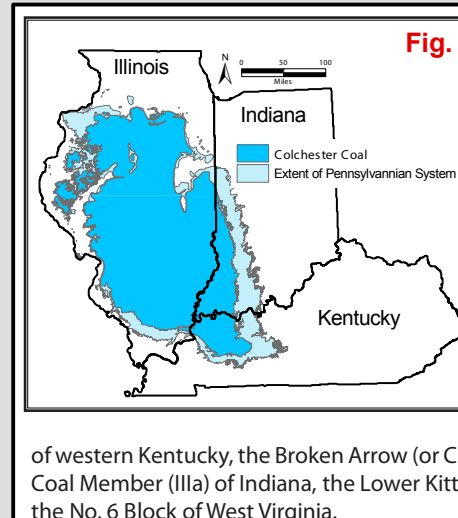 Fig.
Illinois
N
0 50 100
Miles
Indiana
Colchester Coal
Extent of Pennsylvannian System
Kentucky
of western Kentucky, the Broken Arrow (or C
Coal Member (IIIa) of Indiana, the Lower Kitt
the No. 6 Block of West Virginia.